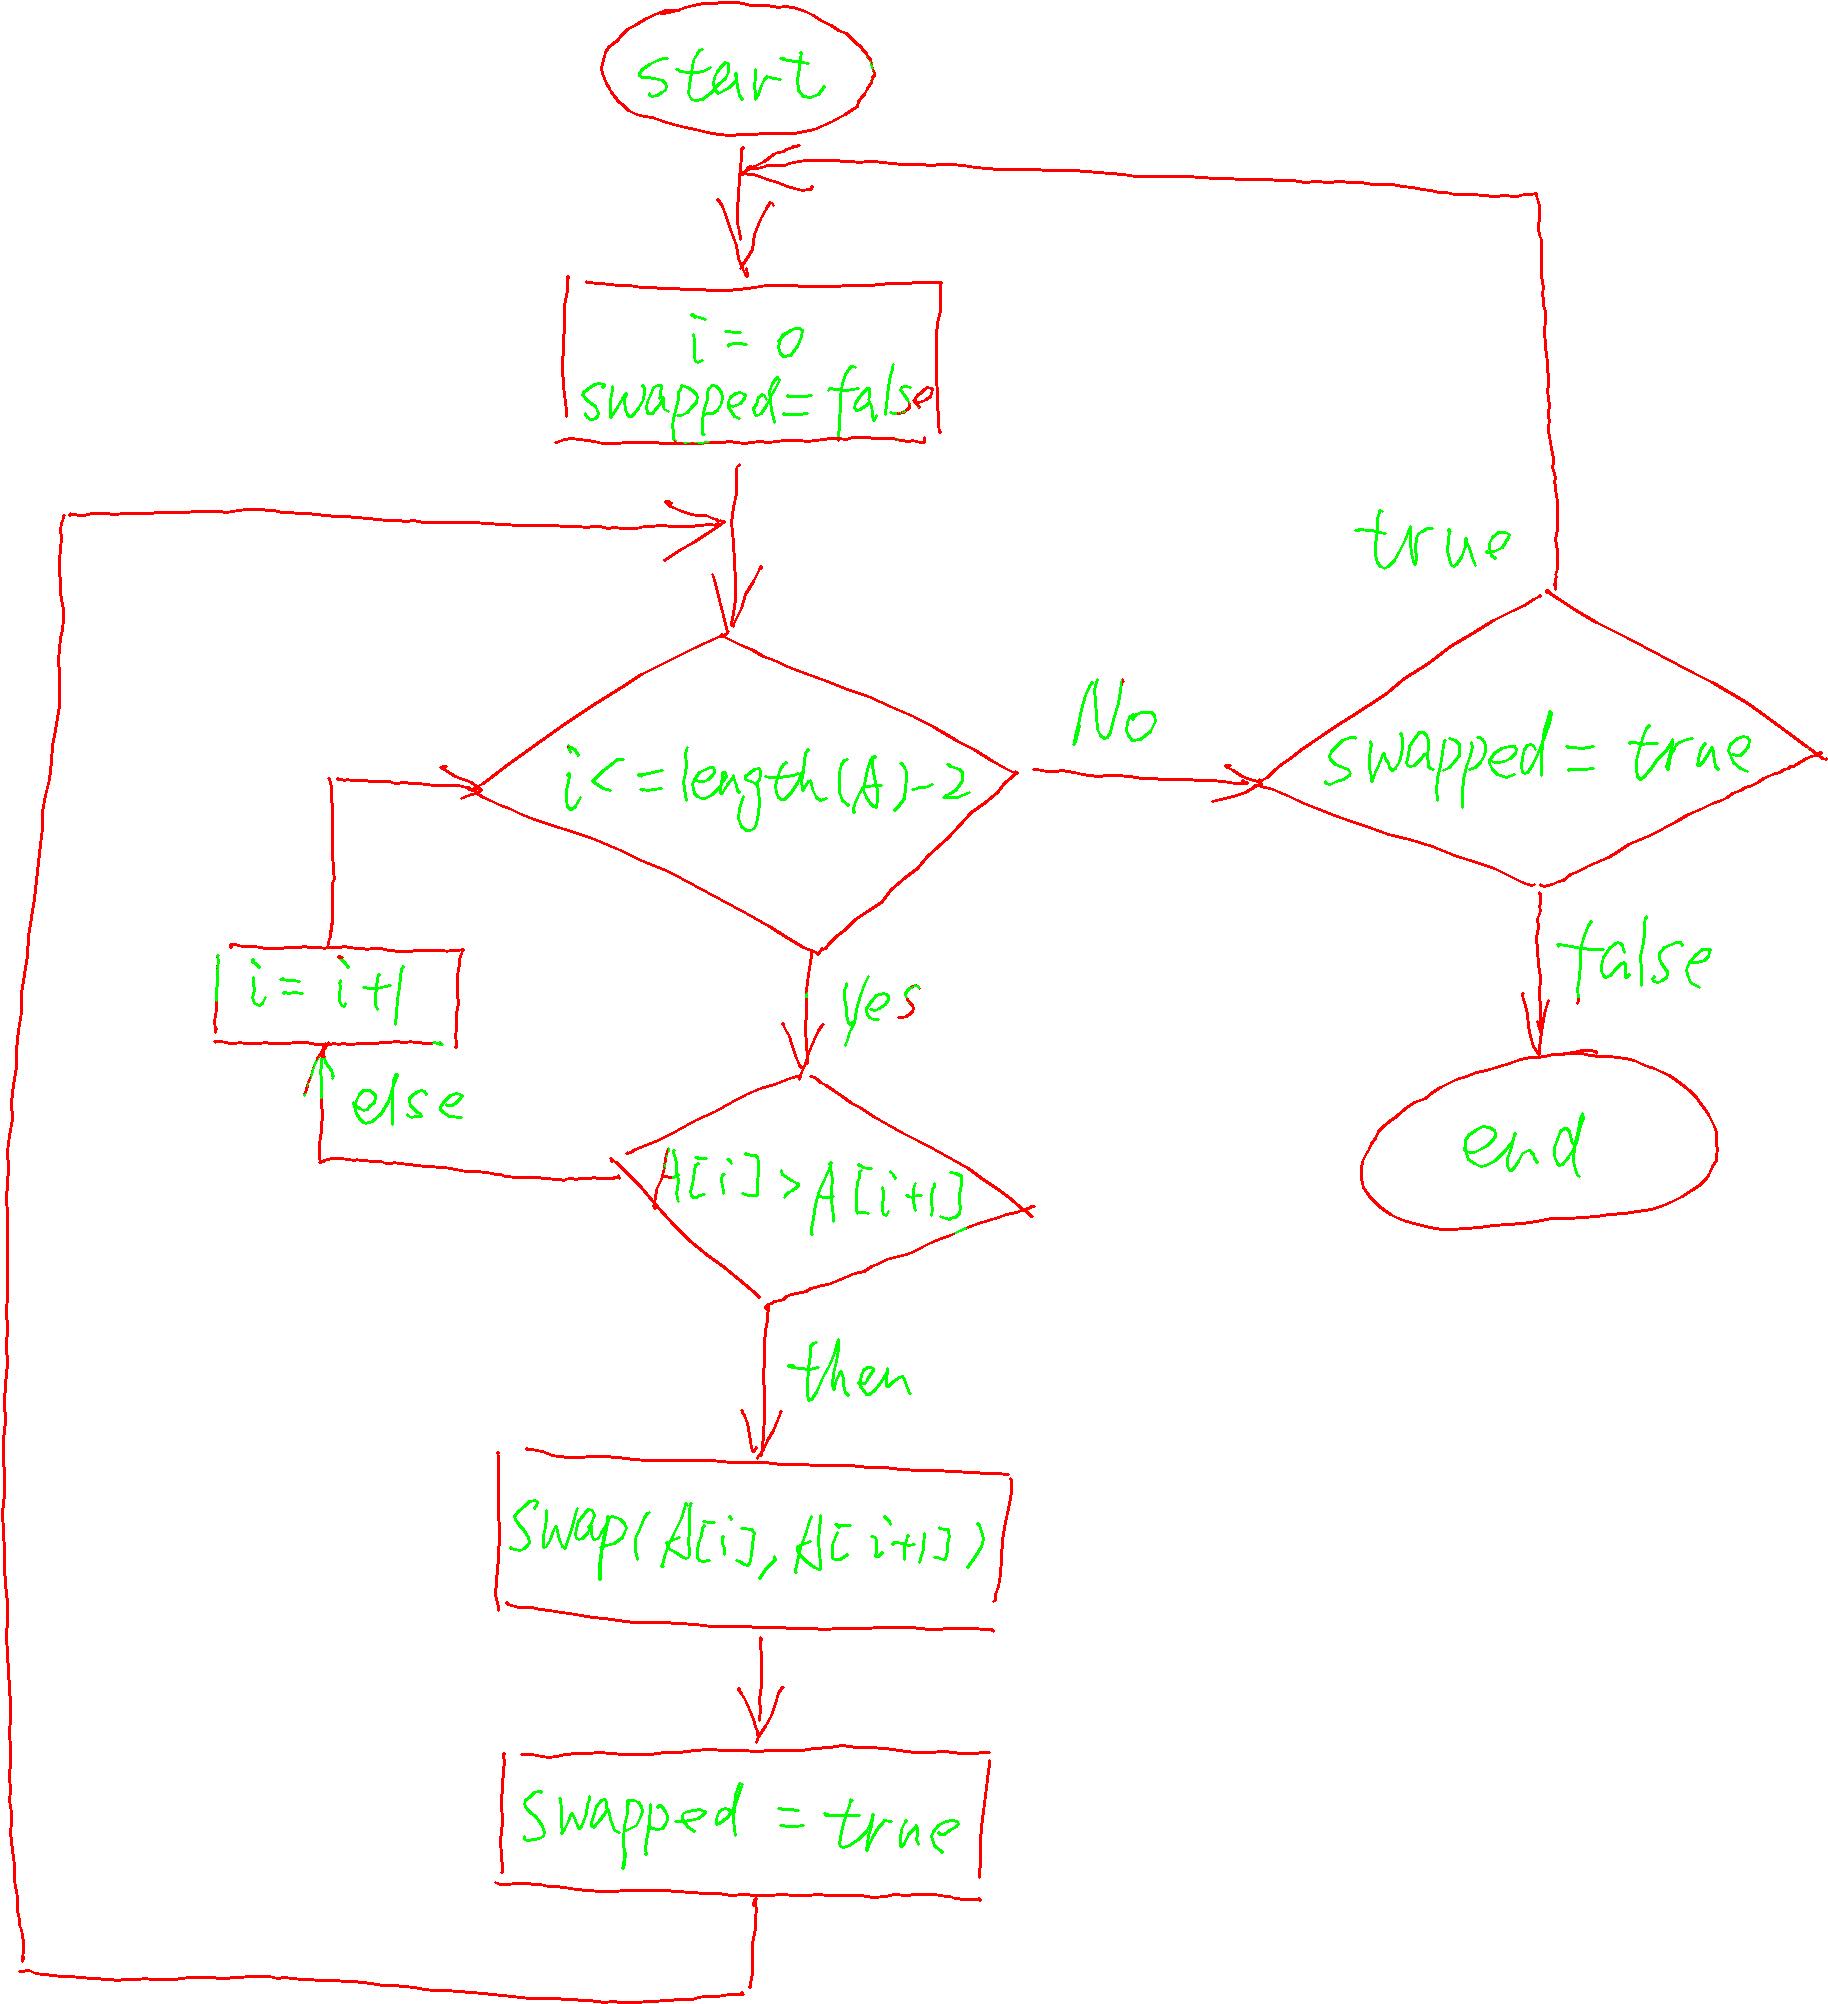 start
i = 0
swapped = false
true
i <= length(A) - 2
No
swapped = true
yes
false
i = i + 1
else
A[i] > A[i+1]
end
then
swap(A[i], A[i+1])
swapped = true